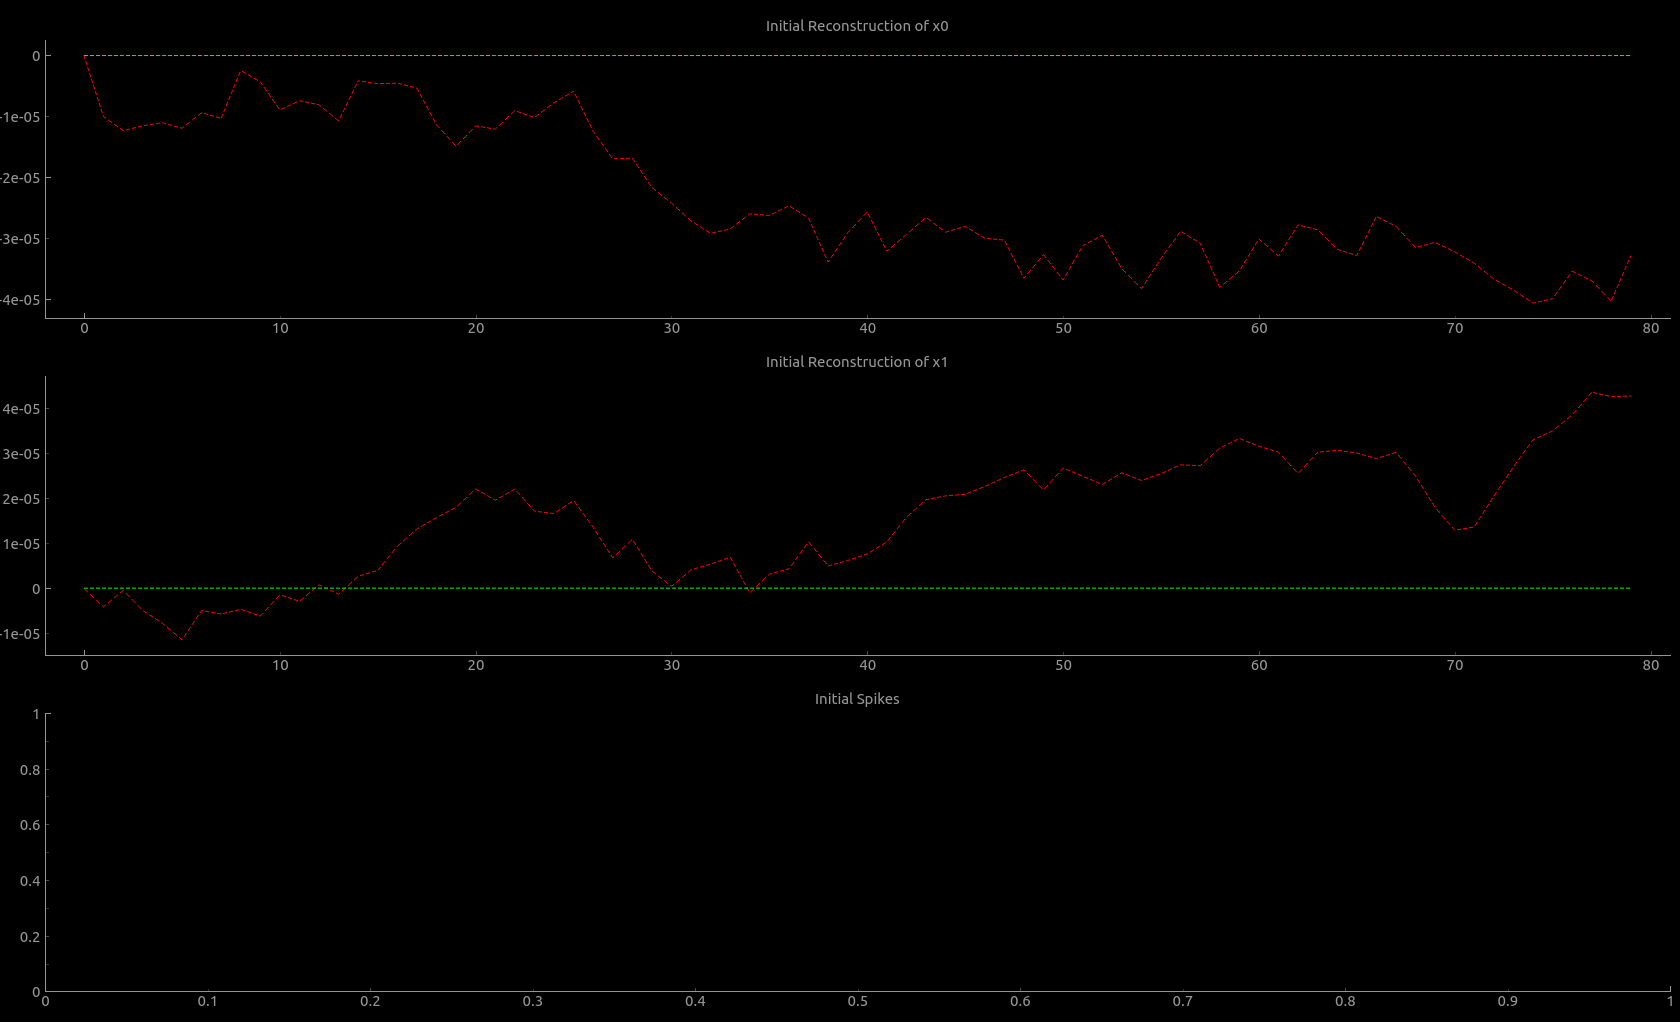 Initial Reconstruction of x0
0
-1e-05
-2e-05
-3e-05
-4e-05
0 10 20 30 40 50 60 70 80
Initial Reconstruction of x1
4e-05
3e-05
2e-05
1e-05
0
-1e-05
0 10 20 30 40 50 60 70 80
Initial Spikes
1
0.8
0.6
0.4
0.2
0
0 0.1 0.2 0.3 0.4 0.5 0.6 0.7 0.8 0.9 1